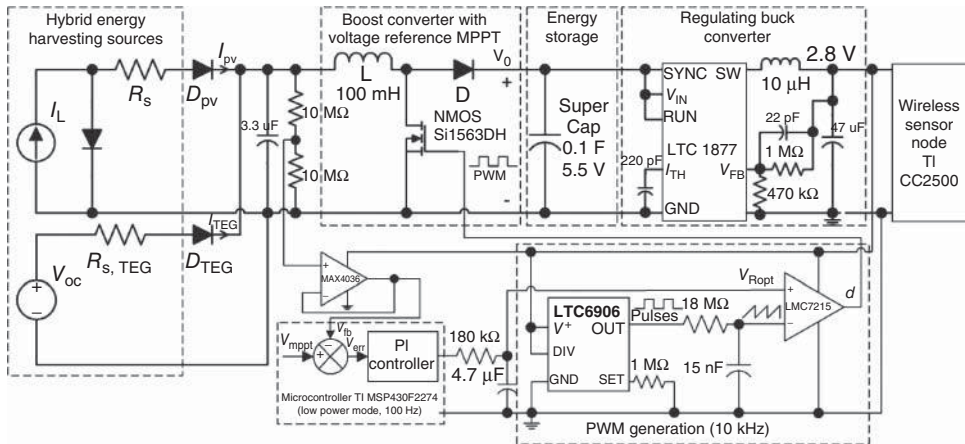 Hybrid energy
harvesting sources
Boost converter with
voltage reference MPPT
Energy
storage
Regulating buck
converter
I_pv
R_s
D_pv
I_L
3.3 uF
10 MΩ
10 MΩ
L
100 mH
D
NMOS
Si1563DH
PWM
V_0
+
-
Super
Cap
0.1 F
5.5 V
SYNC SW
V_IN
RUN
LTC 1877
I_TH
V_FB
GND
220 pF
10 μH
2.8 V
22 pF
47 uF
1 MΩ
470 kΩ
Wireless
sensor
node
TI
CC2500
I_TEG
R_s, TEG
D_TEG
V_oc
+
−
+
−
MAX4036
V_mppt
V_fb
−
+
V_err
PI
controller
180 kΩ
4.7 μF
Microcontroller TI MSP430F2274
(low power mode, 100 Hz)
LTC6906
V+
OUT
DIV
GND
SET
Pulses
18 MΩ
1 MΩ
15 nF
V_Ropt
+
−
LMC7215
d
PWM generation (10 kHz)